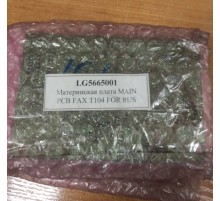 LG5665001
Материнская плата MAIN
PCB FAX T104 FOR RUS